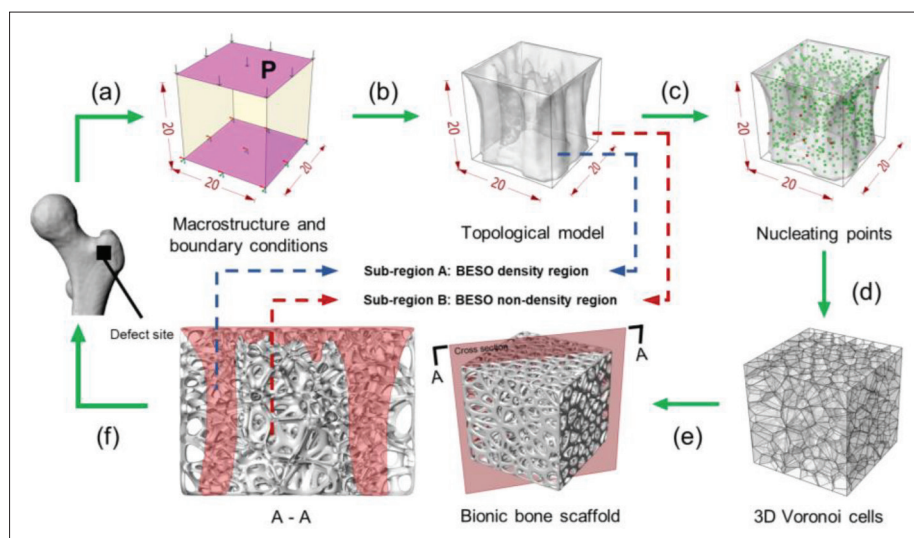 (a)
P
20
20
20
Macrostructure and
boundary conditions
(b)
20
20
20
Topological model
(c)
20
20
20
Nucleating points
Sub-region A: BESO density region
Sub-region B: BESO non-density region
(d)
Defect site
A
Cross section
A
(f)
A - A
Bionic bone scaffold
(e)
3D Voronoi cells